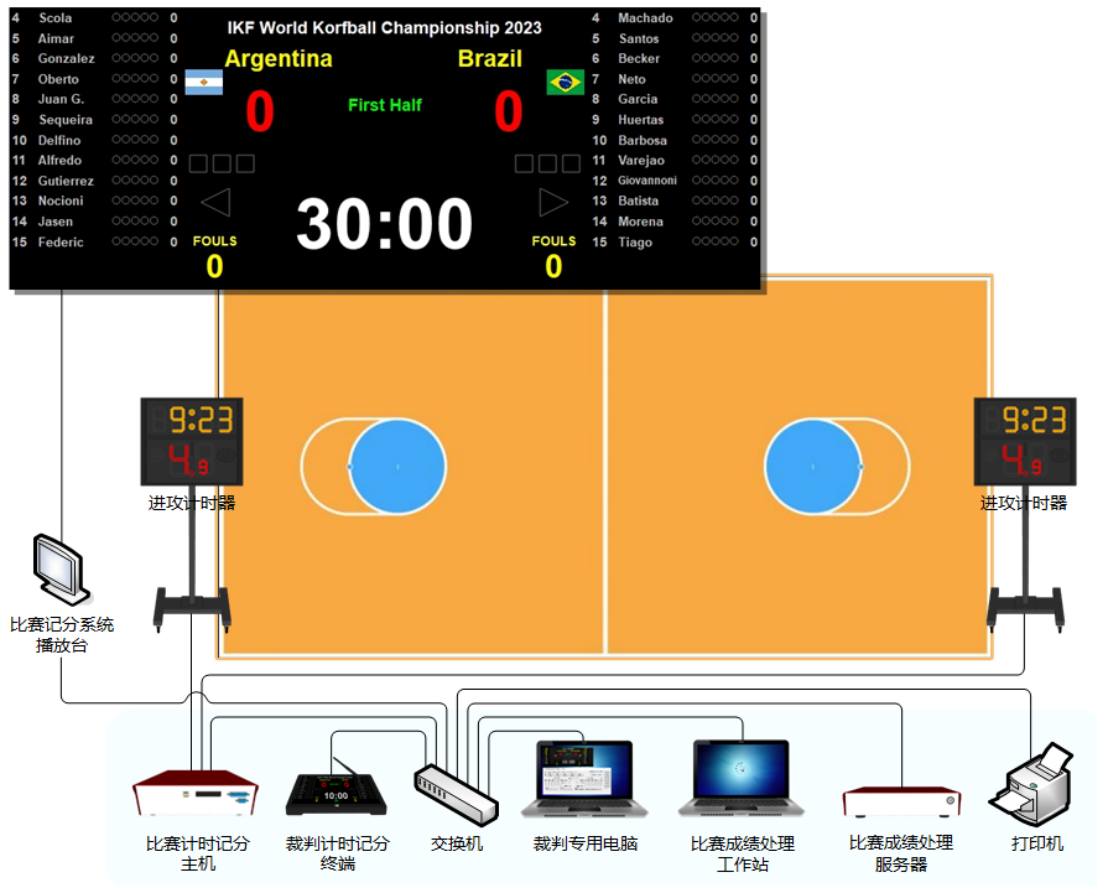 IKF World Korfball Championship 2023
Argentina
Brazil
0
First Half
0
30:00
FOULS
0
FOULS
0
4 Scola 0
5 Aimar 0
6 Gonzalez 0
7 Oberto 0
8 Juan G. 0
9 Sequeira 0
10 Delfino 0
11 Alfredo 0
12 Gutierrez 0
13 Nocioni 0
14 Jasen 0
15 Federic 0
4 Machado 0
5 Santos 0
6 Becker 0
7 Neto 0
8 Garcia 0
9 Huertas 0
10 Barbosa 0
11 Varejao 0
12 Giovannoni 0
13 Batista 0
14 Morena 0
15 Tiago 0
9:23
4.9
进攻计时器
9:23
4.9
进攻计时器
比赛记分系统
播放台
10:00
比赛计时记分
主机
裁判计时记分
终端
交换机
裁判专用电脑
比赛成绩处理
工作站
比赛成绩处理
服务器
打印机